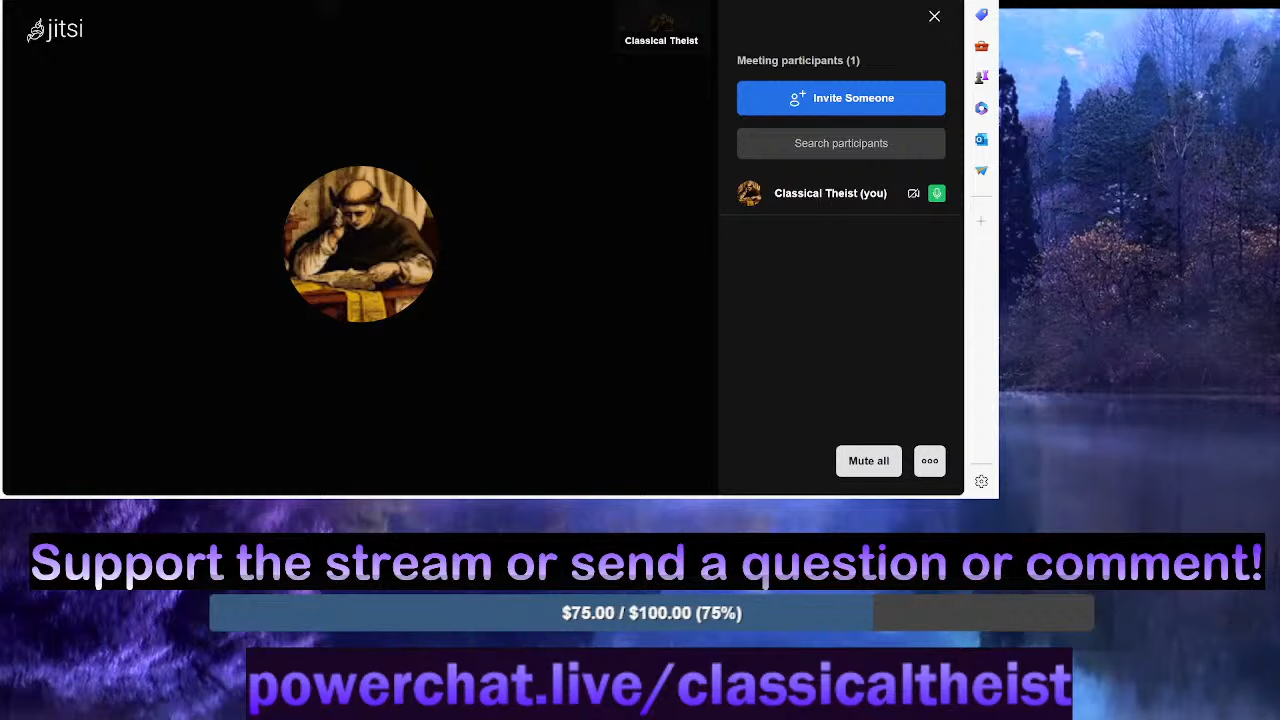 jitsi
Classical Theist
Meeting participants (1)
Invite Someone
Search participants
Classical Theist (you)
Mute all
Support the stream or send a question or comment!
$75.00 / $100.00 (75%)
powerchat.live/classicaltheist